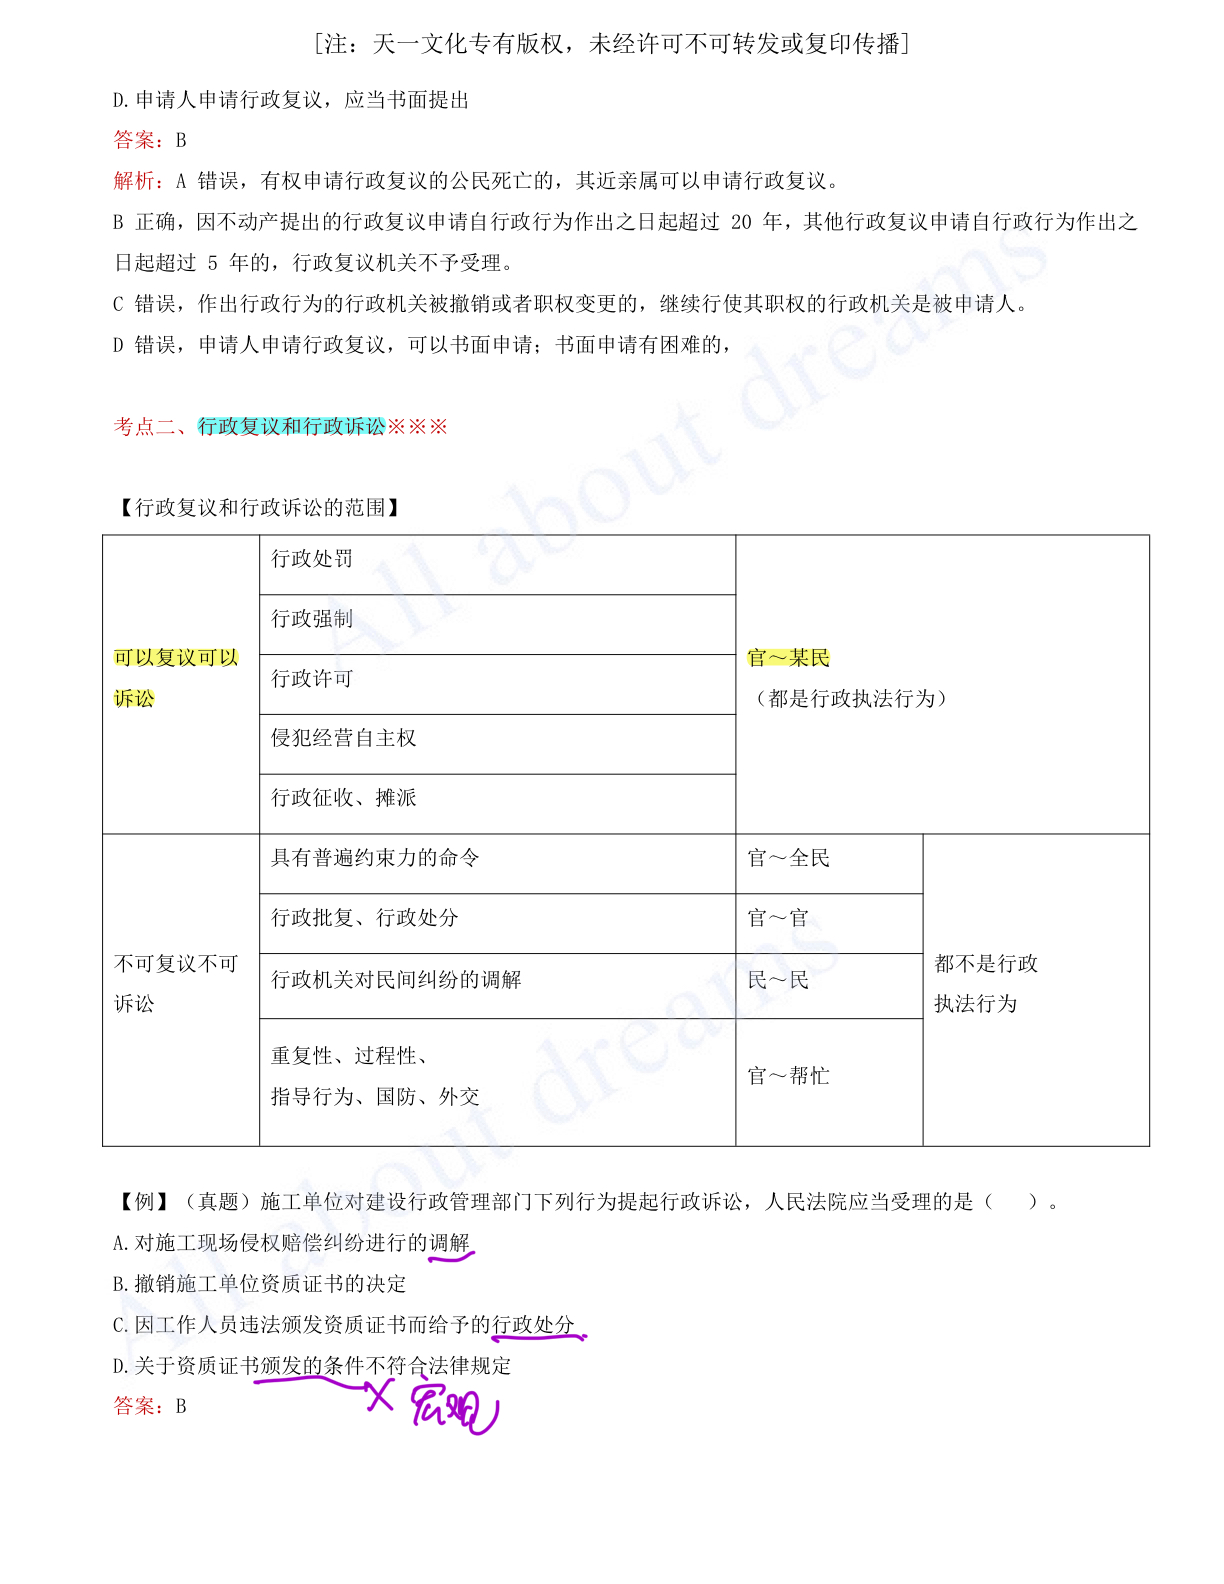 [注：天一文化专有版权，未经许可不可转发或复印传播]
D.申请人申请行政复议，应当书面提出
答案：B
解析：A 错误，有权申请行政复议的公民死亡的，其近亲属可以申请行政复议。
B 正确，因不动产提出的行政复议申请自行政行为作出之日起超过 20 年，其他行政复议申请自行政行为作出之
日起超过 5 年的，行政复议机关不予受理。
C 错误，作出行政行为的行政机关被撤销或者职权变更的，继续行使其职权的行政机关是被申请人。
D 错误，申请人申请行政复议，可以书面申请；书面申请有困难的，
考点二、行政复议和行政诉讼※※※
【行政复议和行政诉讼的范围】
可以复议可以
诉讼
行政处罚
行政强制
行政许可
侵犯经营自主权
行政征收、摊派
官～某民
（都是行政执法行为）
不可复议不可
诉讼
具有普遍约束力的命令
官～全民
行政批复、行政处分
官～官
行政机关对民间纠纷的调解
民～民
重复性、过程性、
指导行为、国防、外交
官～帮忙
都不是行政
执法行为
【例】（真题）施工单位对建设行政管理部门下列行为提起行政诉讼，人民法院应当受理的是（  ）。
A.对施工现场侵权赔偿纠纷进行的调解
B.撤销施工单位资质证书的决定
C.因工作人员违法颁发资质证书而给予的行政处分
D.关于资质证书颁发的条件不符合法律规定
答案：B
× 宏观
All about dreams
All about dreams